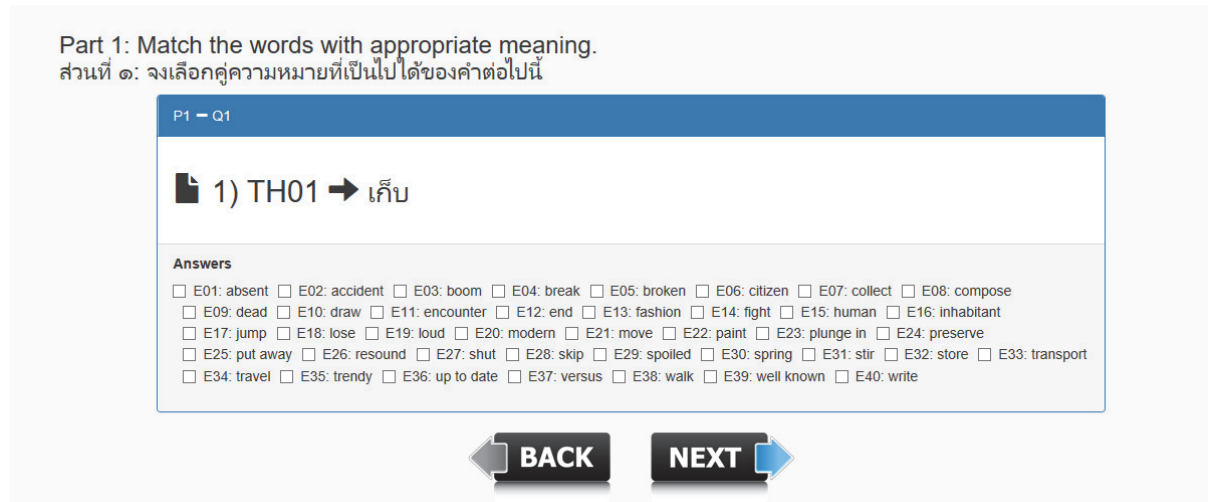 Part 1: Match the words with appropriate meaning.
ส่วนที่ ๑: จงเลือกคู่ความหมายที่เป็นไปได้ของคำต่อไปนี้
P1 – Q1
1) TH01 ➔ เก็บ
Answers
E01: absent E02: accident E03: boom E04: break E05: broken E06: citizen E07: collect E08: compose
E09: dead E10: draw E11: encounter E12: end E13: fashion E14: fight E15: human E16: inhabitant
E17: jump E18: lose E19: loud E20: modern E21: move E22: paint E23: plunge in E24: preserve
E25: put away E26: resound E27: shut E28: skip E29: spoiled E30: spring E31: stir E32: store E33: transport
E34: travel E35: trendy E36: up to date E37: versus E38: walk E39: well known E40: write
BACK NEXT